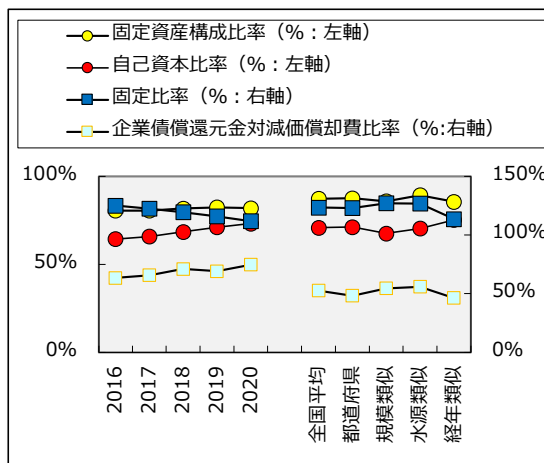 固定資産構成比率（%：左軸）
自己資本比率（%：左軸）
固定比率（%：右軸）
企業債償還元金対減価償却費比率（%:右軸）
100%
50%
0%
150%
100%
50%
0%
2016
2017
2018
2019
2020
全国平均
都道府県
規模類似
水源類似
経年類似